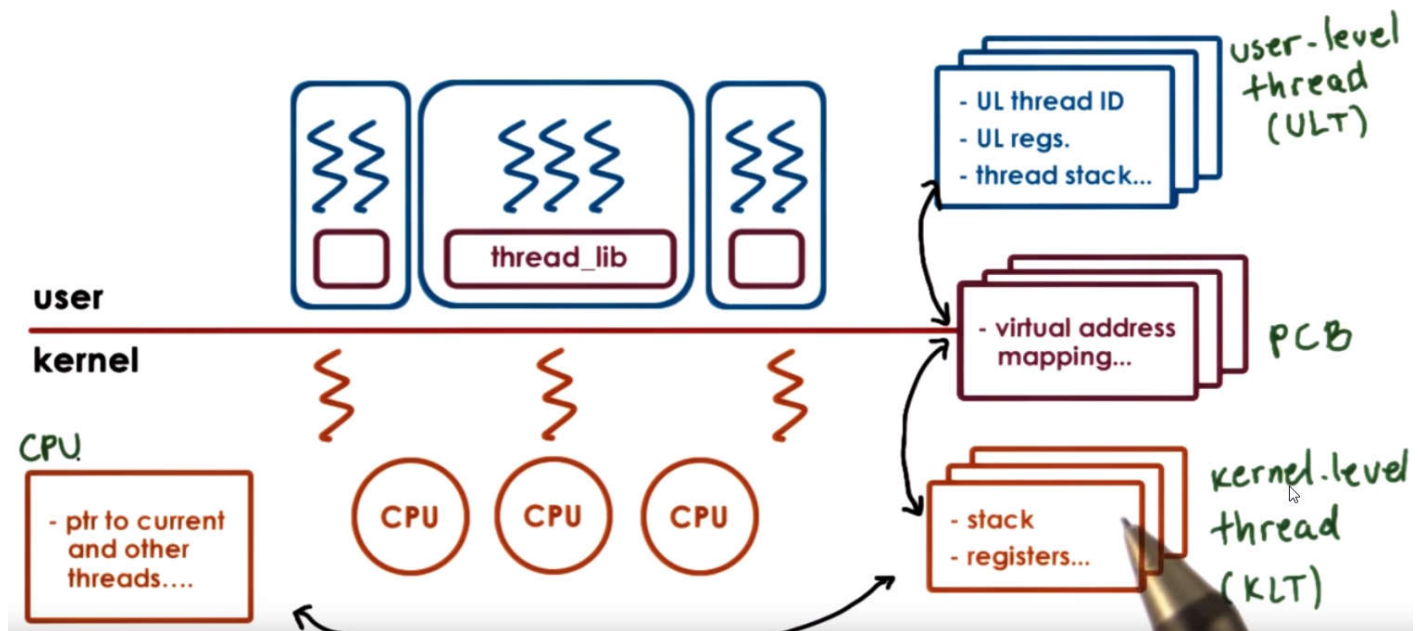 user-level
thread
(ULT)
- UL thread ID
- UL regs.
- thread stack...
thread_lib
user
kernel
- virtual address
mapping...
PCB
CPU
- ptr to current
and other
threads....
CPU
CPU
CPU
- stack
- registers...
kernel-level
thread
(KLT)